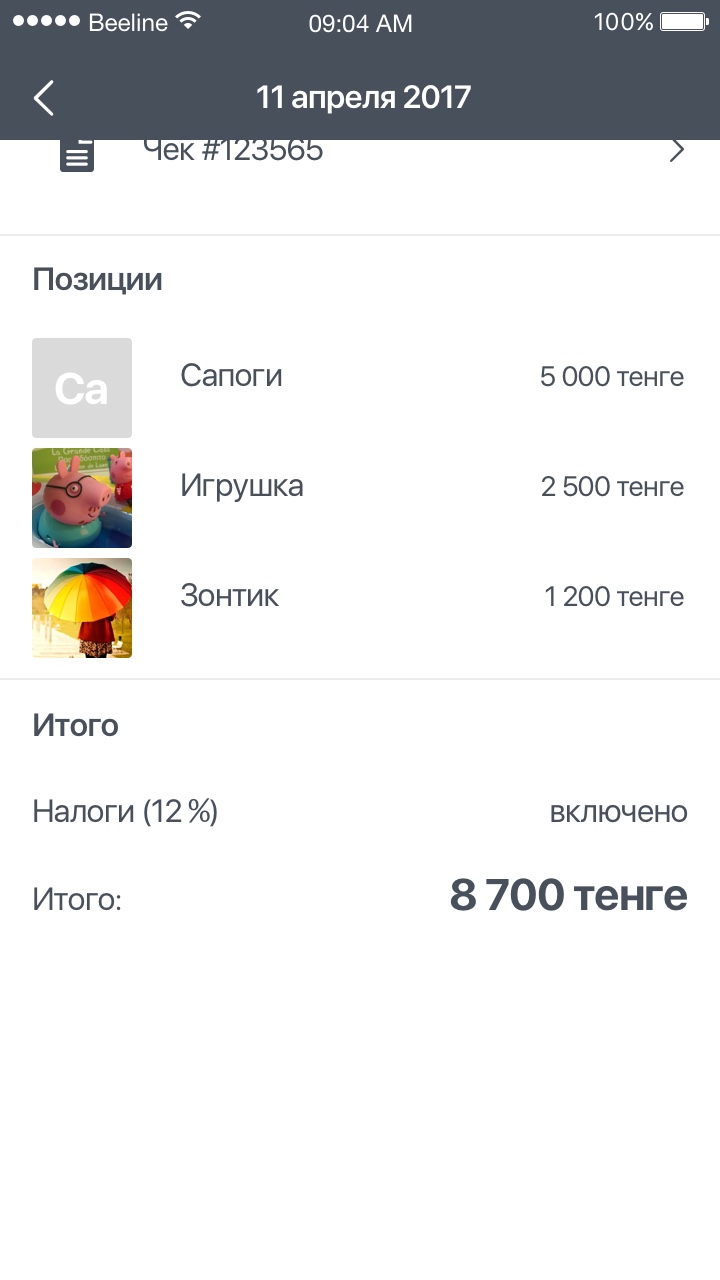 Beeline 09:04 AM 100%
11 апреля 2017
Чек #123565
Позиции
Са
Сапоги 5 000 тенге
Игрушка 2 500 тенге
Зонтик 1 200 тенге
Итого
Налоги (12 %) включено
Итого: 8 700 тенге